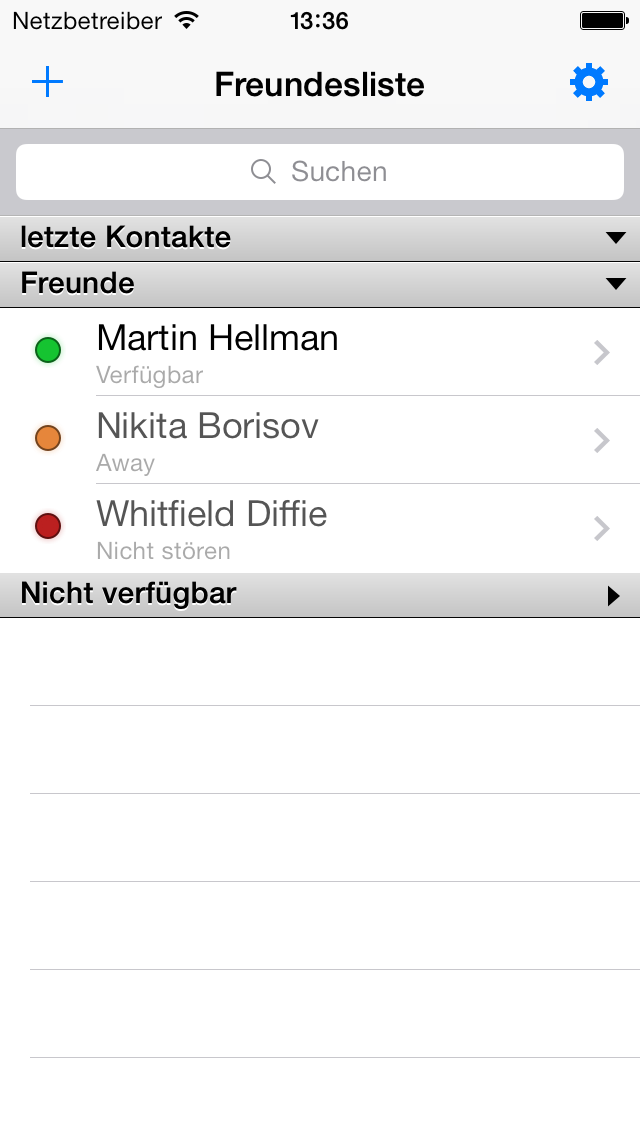 Netzbetreiber 13:36
Freundesliste
Suchen
letzte Kontakte
Freunde
Martin Hellman
Verfügbar
Nikita Borisov
Away
Whitfield Diffie
Nicht stören
Nicht verfügbar